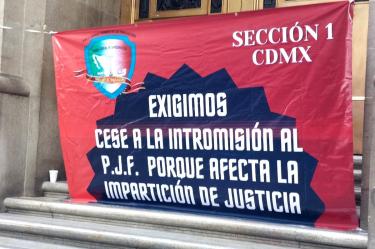 SECCIÓN 1
CDMX
EXIGIMOS
CESE A LA INTROMISIÓN AL
P.J.F. PORQUE AFECTA LA
IMPARTICIÓN DE JUSTICIA